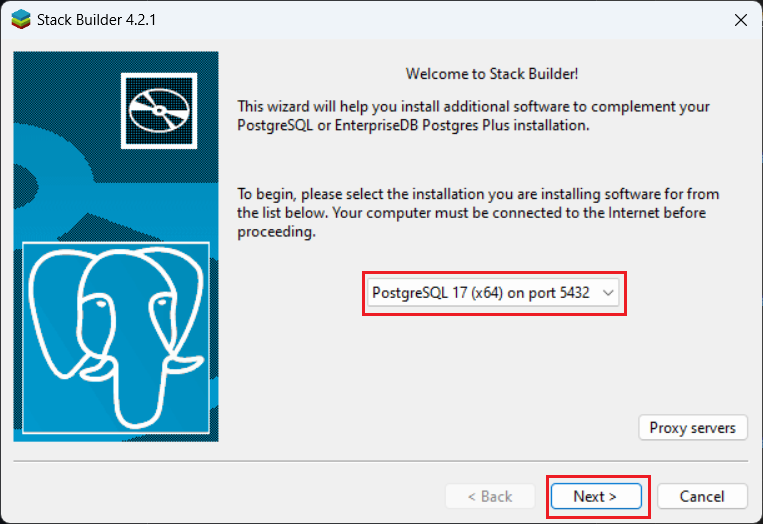 Stack Builder 4.2.1
Welcome to Stack Builder!
This wizard will help you install additional software to complement your
PostgreSQL or EnterpriseDB Postgres Plus installation.
To begin, please select the installation you are installing software for from
the list below. Your computer must be connected to the Internet before
proceeding.
PostgreSQL 17 (x64) on port 5432
Proxy servers
< Back
Next >
Cancel